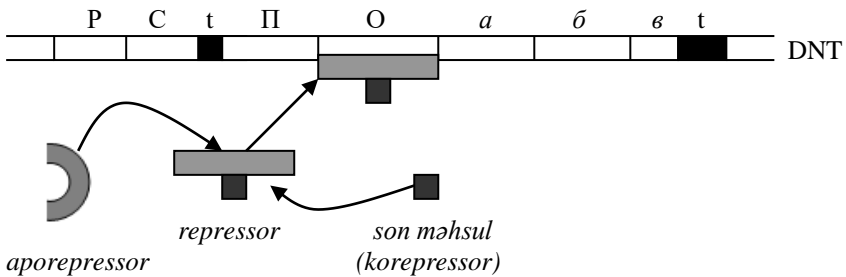 P C t П O а б в t
DNT
repressor son məhsul
aporepressor (korepressor)